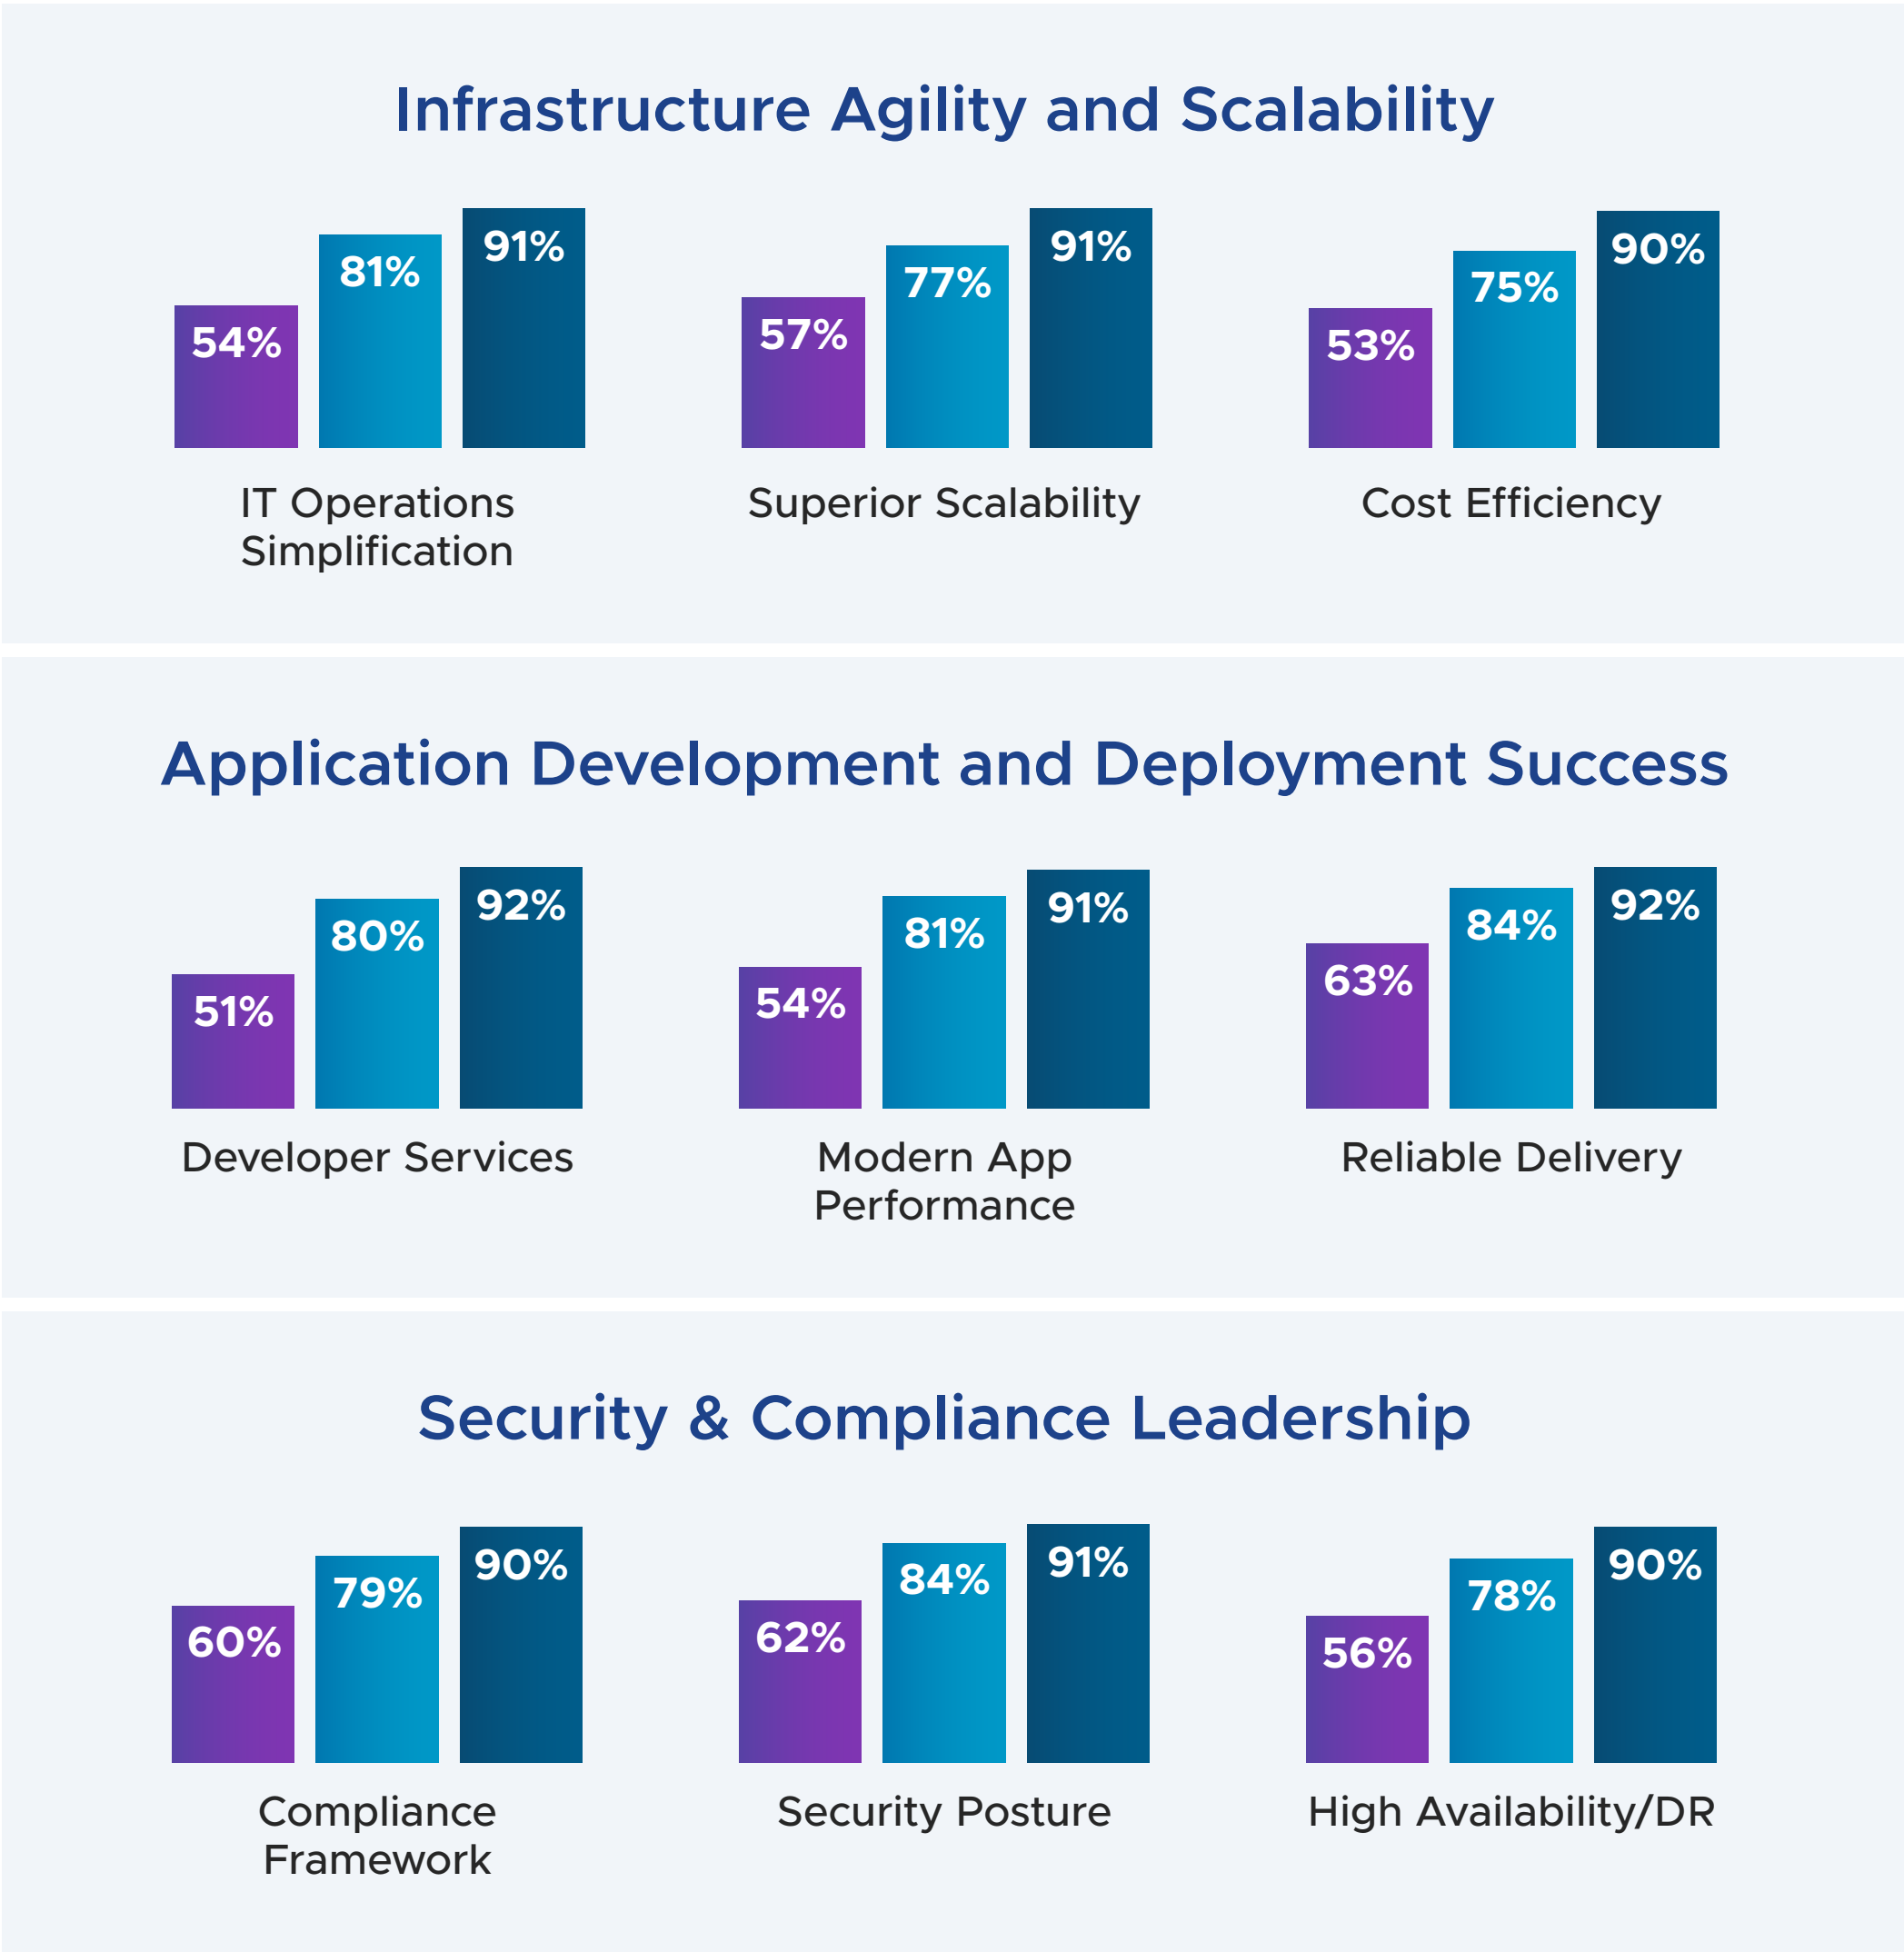 Infrastructure Agility and Scalability
54%
81%
91%
57%
77%
91%
53%
75%
90%
IT Operations
Simplification
Superior Scalability
Cost Efficiency
Application Development and Deployment Success
51%
80%
92%
54%
81%
91%
63%
84%
92%
Developer Services
Modern App
Performance
Reliable Delivery
Security & Compliance Leadership
60%
79%
90%
62%
84%
91%
56%
78%
90%
Compliance
Framework
Security Posture
High Availability/DR